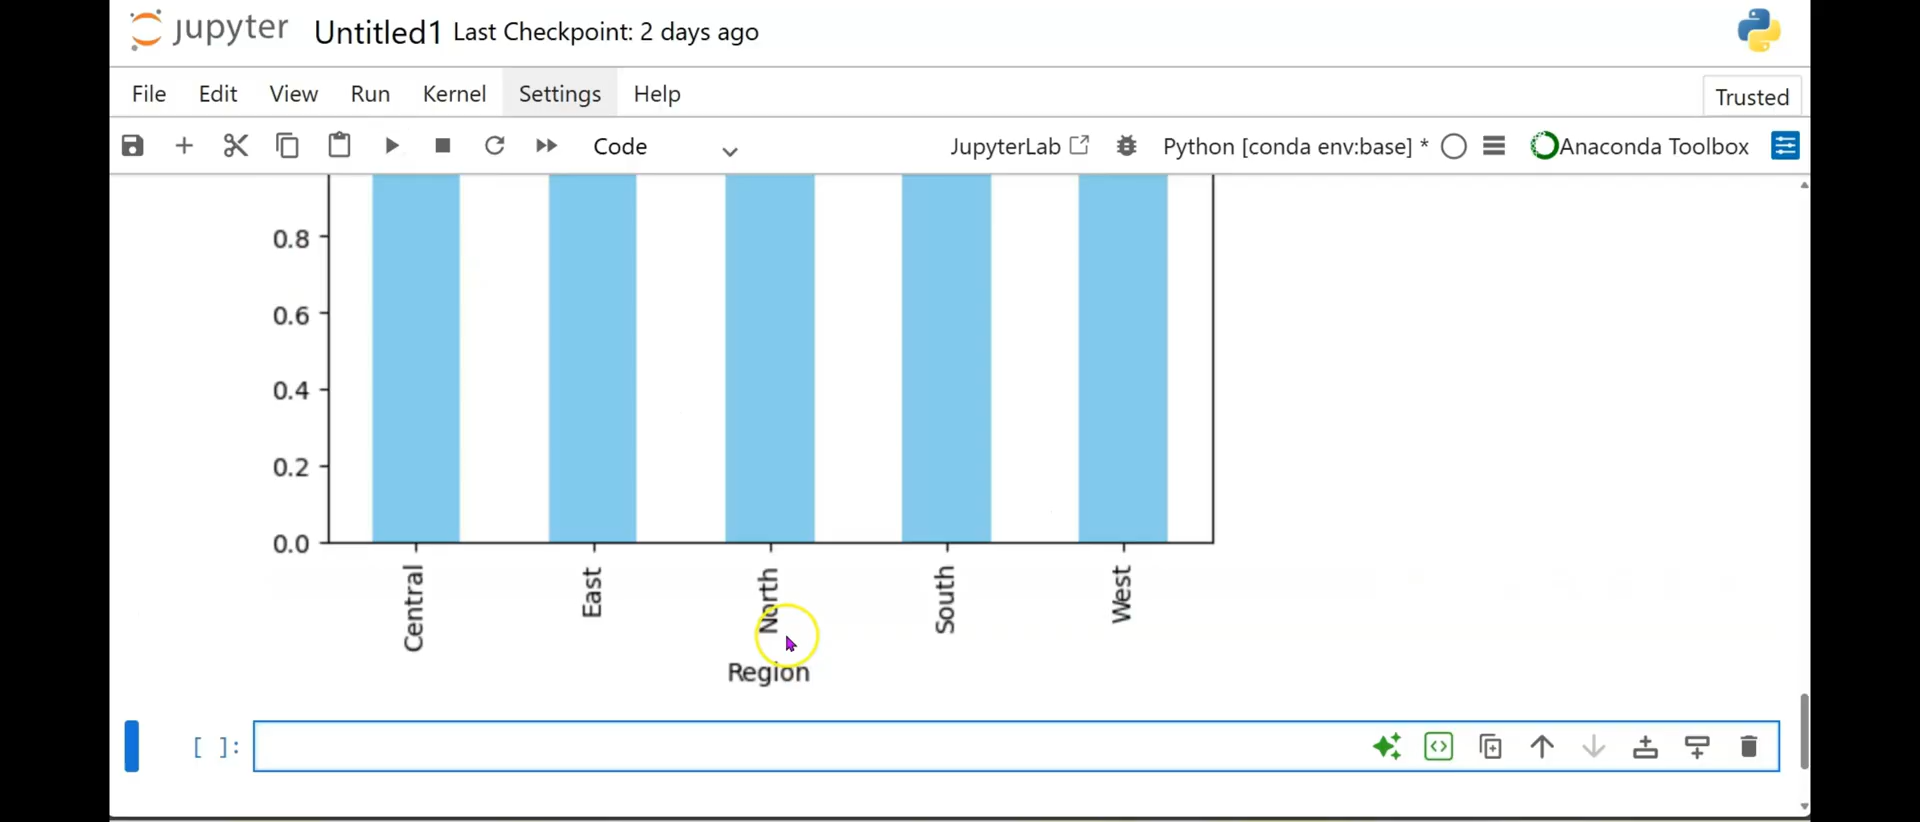 jupyter Untitled1 Last Checkpoint: 2 days ago
File Edit View Run Kernel Settings Help Trusted
Code JupyterLab Python [conda env:base] * Anaconda Toolbox
0.8
0.6
0.4
0.2
0.0
Central East North South West
Region
[ ]: